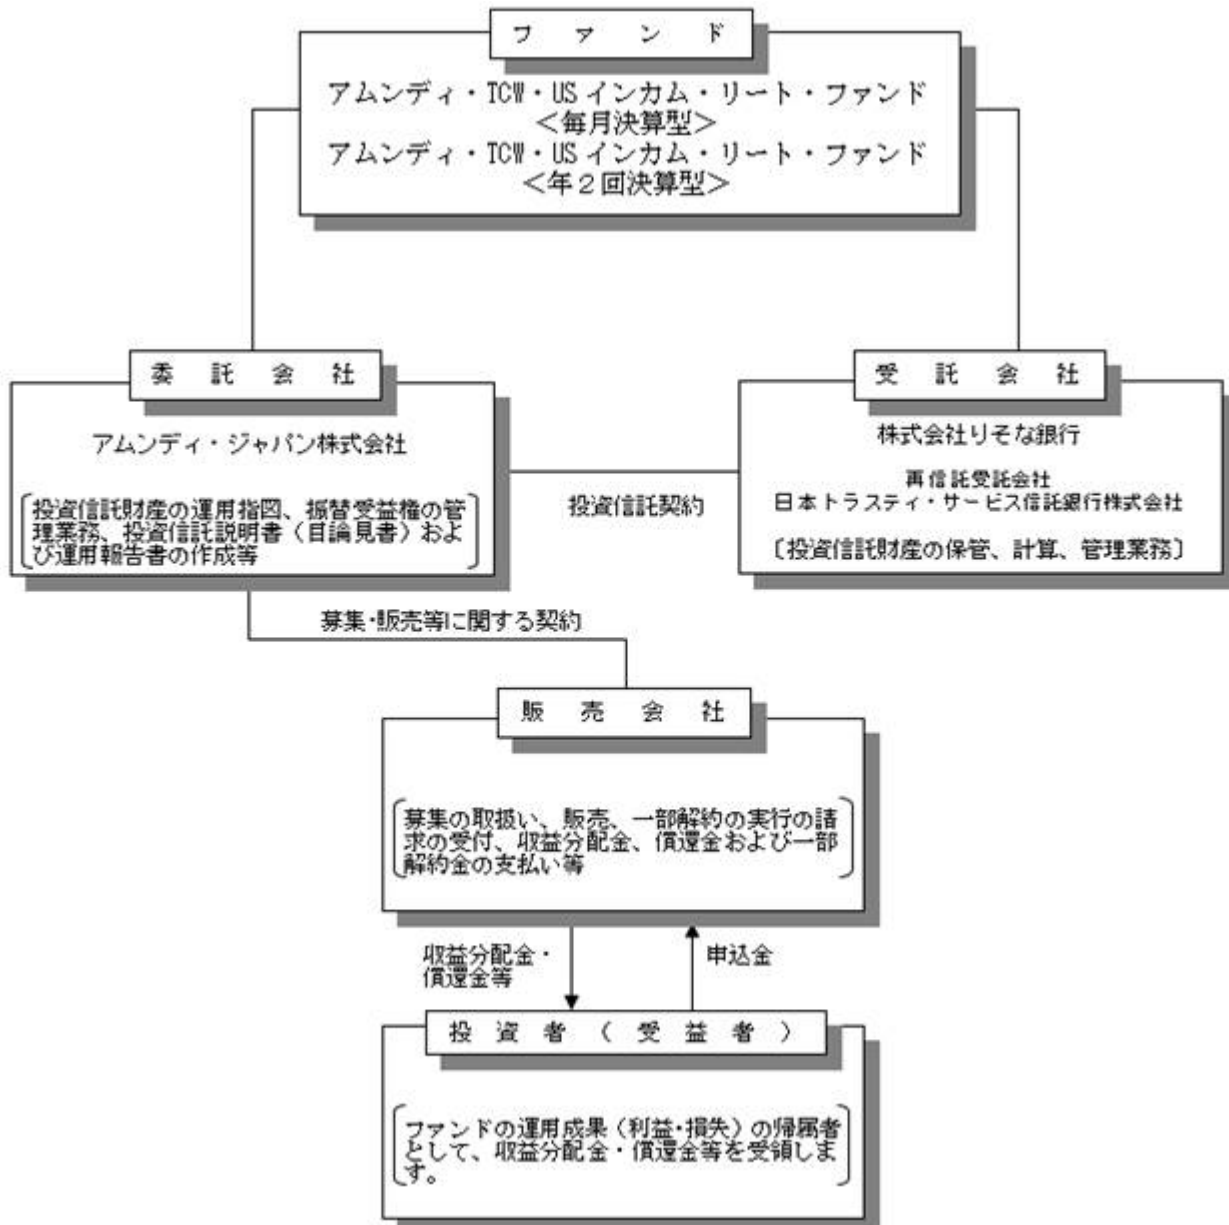 ファンド
アムンディ・TCW・USインカム・リート・ファンド
＜毎月決算型＞
アムンディ・TCW・USインカム・リート・ファンド
＜年２回決算型＞
委託会社
アムンディ・ジャパン株式会社
投資信託財産の運用指図、振替受益権の管
理業務、投資信託説明書（目論見書）およ
び運用報告書の作成等
投資信託契約
受託会社
株式会社りそな銀行
再信託受託会社
日本トラスティ・サービス信託銀行株式会社
〔投資信託財産の保管、計算、管理業務〕
募集・販売等に関する契約
販売会社
募集の取扱い、販売、一部解約の実行の請
求の受付、収益分配金、償還金および一部
解約金の支払い等
収益分配金・
償還金等
申込金
投資者（受益者）
ファンドの運用成果（利益・損失）の帰属者
として、収益分配金・償還金等を受領しま
す。